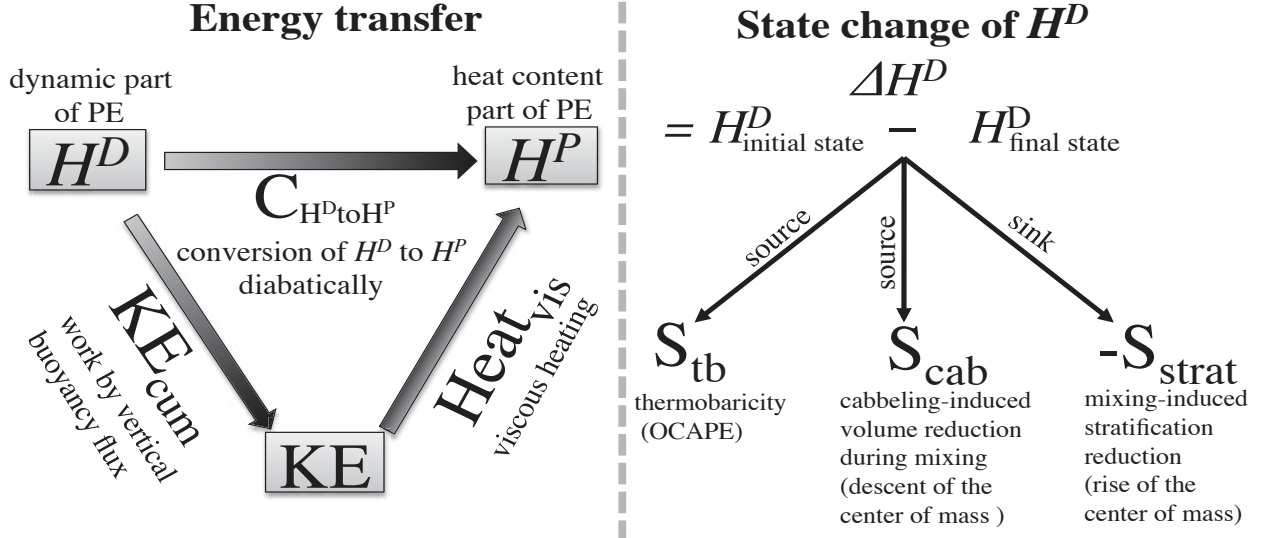 Energy transfer
dynamic part
of PE
H^D
heat content
part of PE
H^P
C_{H^D to H^P}
conversion of H^D to H^P
diabatically
KE_cum
work by vertical
buoyancy flux
Heat_vis
viscous heating
KE
State change of H^D
ΔH^D
= H^D_initial state − H^D_final state
source
source
sink
S_tb
thermobaricity
(OCAPE)
S_cab
cabbeling-induced
volume reduction
during mixing
(descent of the
center of mass )
-S_strat
mixing-induced
stratification
reduction
(rise of the
center of mass)